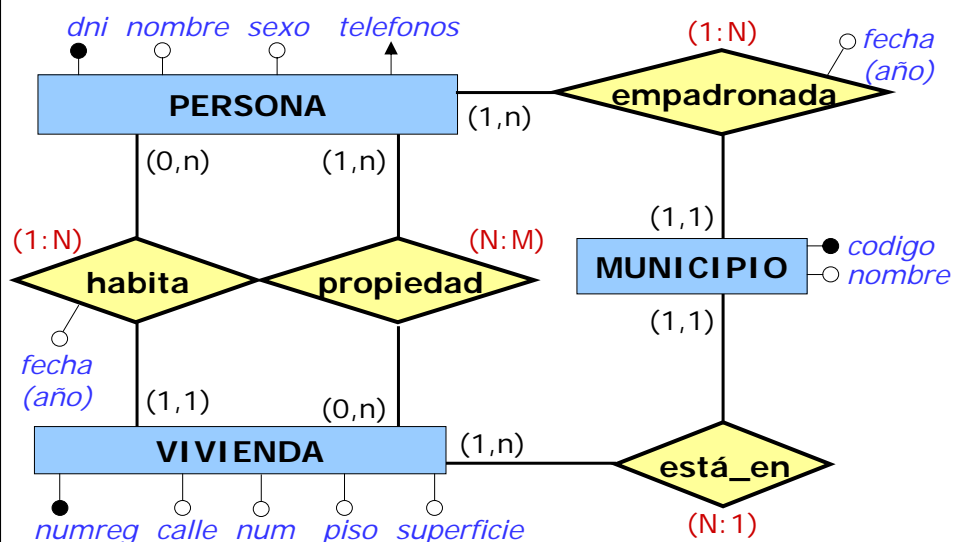 dni nombre sexo telefonos
(1:N)
fecha
(año)
PERSONA
empadronada
(1,n)
(0,n)
(1,n)
(1,1)
(1:N)
(N:M)
codigo
MUNICIPIO
nombre
habita
propiedad
(1,1)
fecha
(año)
(1,1)
(0,n)
(1,n)
VIVIENDA
está_en
numreg calle num piso superficie
(N:1)